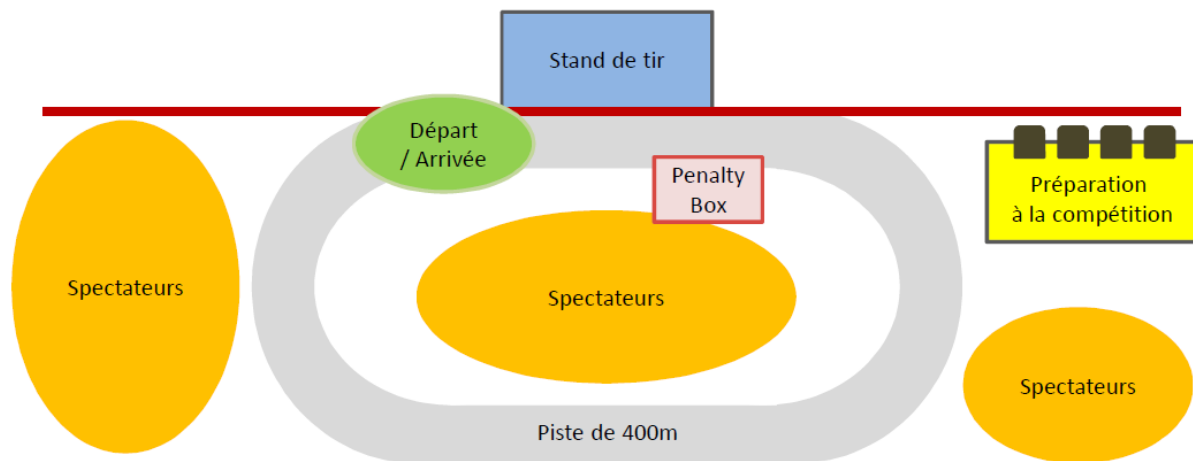 Stand de tir
Départ
/ Arrivée
Penalty
Box
Préparation
à la compétition
Spectateurs
Spectateurs
Spectateurs
Piste de 400m